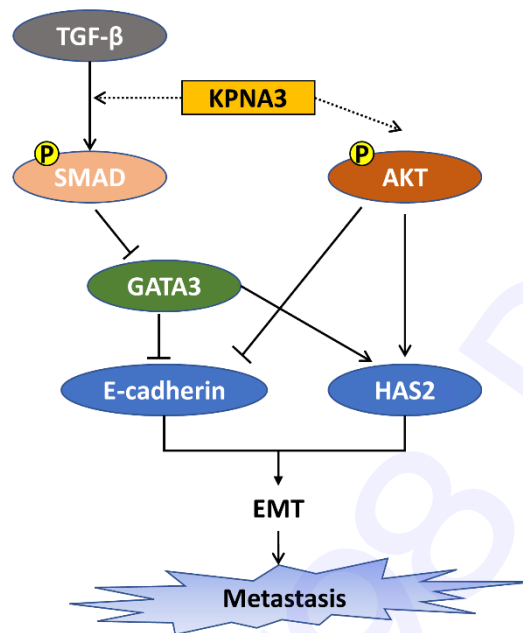 TGF-β
KPNA3
P
SMAD
P
AKT
GATA3
E-cadherin
HAS2
EMT
Metastasis